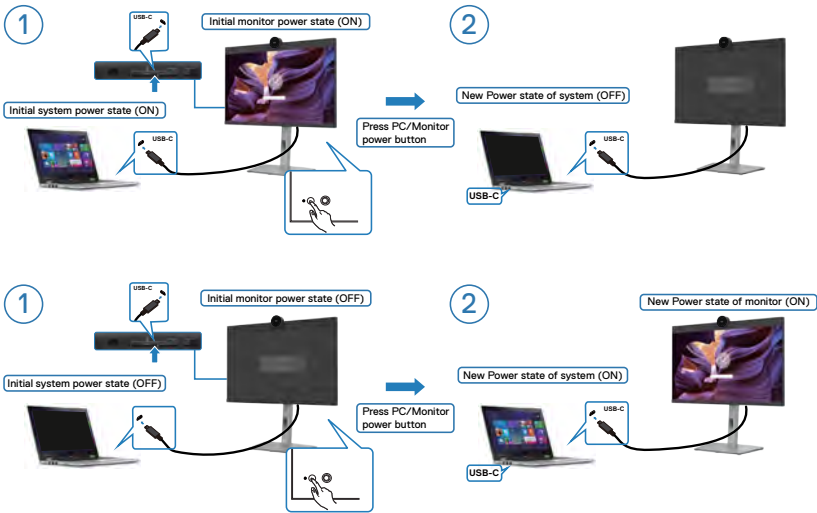 1
USB-C
Initial monitor power state (ON)
Initial system power state (ON)
USB-C
Press PC/Monitor
power button
2
New Power state of system (OFF)
USB-C
USB-C
1
USB-C
Initial monitor power state (OFF)
Initial system power state (OFF)
USB-C
Press PC/Monitor
power button
2
New Power state of monitor (ON)
New Power state of system (ON)
USB-C
USB-C